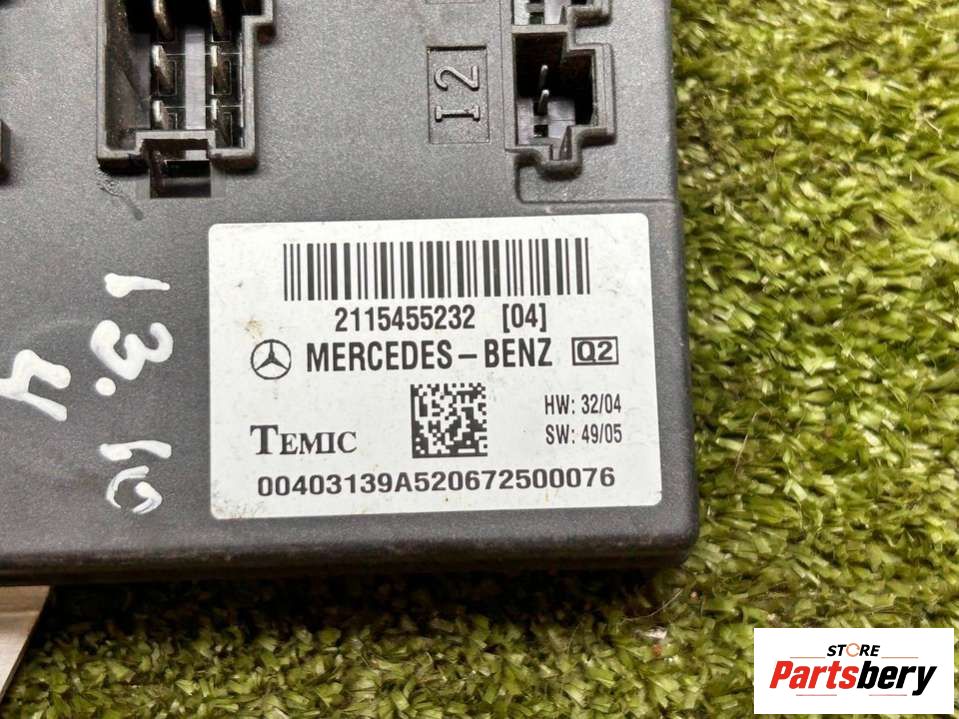 I2
2115455232 [04]
MERCEDES-BENZ Q2
HW: 32/04
TEMIC
SW: 49/05
00403139A520672500076
13.
4
STORE
Partsbery